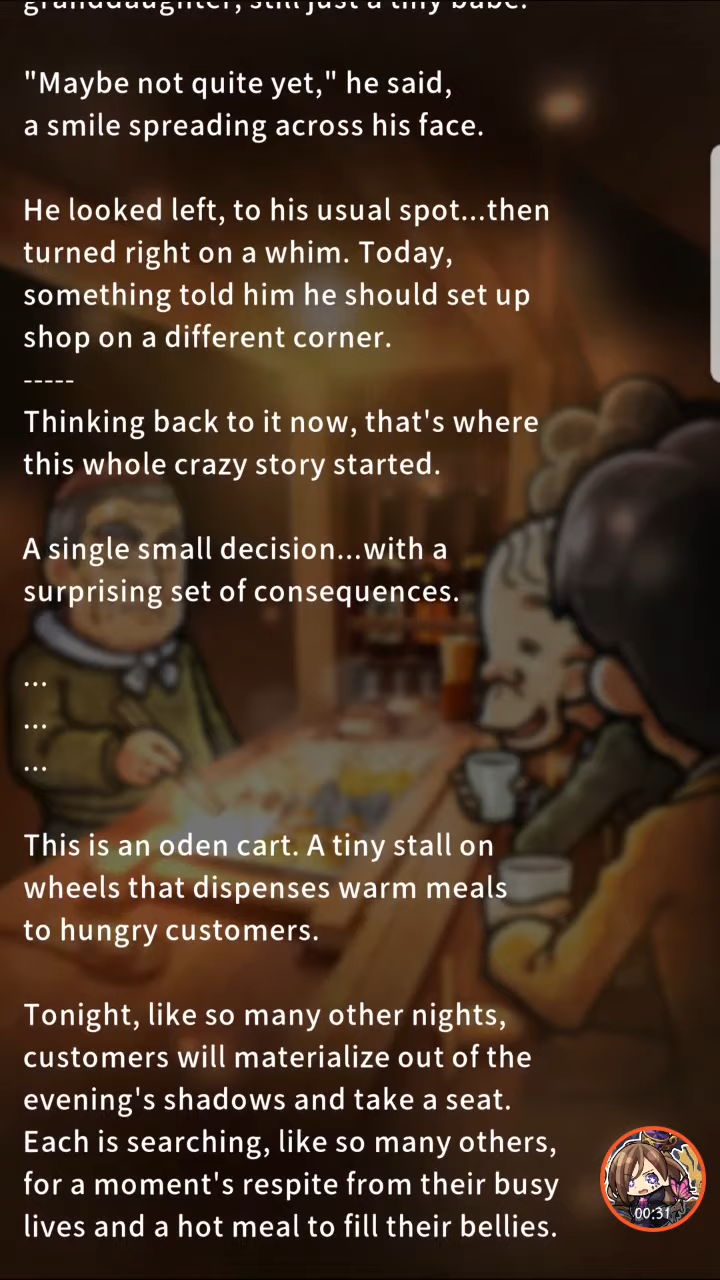 granddaughter, still just a tiny babe.
"Maybe not quite yet," he said,
a smile spreading across his face.
He looked left, to his usual spot...then
turned right on a whim. Today,
something told him he should set up
shop on a different corner.
-----
Thinking back to it now, that's where
this whole crazy story started.
A single small decision...with a
surprising set of consequences.
...
...
...
This is an oden cart. A tiny stall on
wheels that dispenses warm meals
to hungry customers.
Tonight, like so many other nights,
customers will materialize out of the
evening's shadows and take a seat.
Each is searching, like so many others,
for a moment's respite from their busy
lives and a hot meal to fill their bellies.
00:31